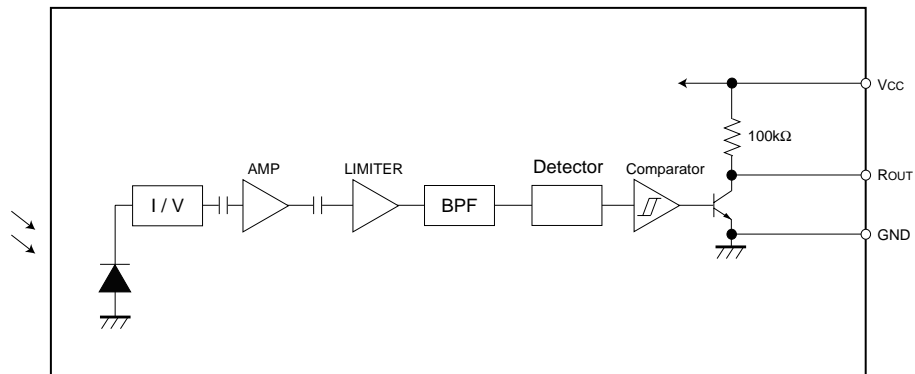 VCC
100kΩ
AMP
LIMITER
Detector
Comparator
ROUT
I / V
BPF
GND